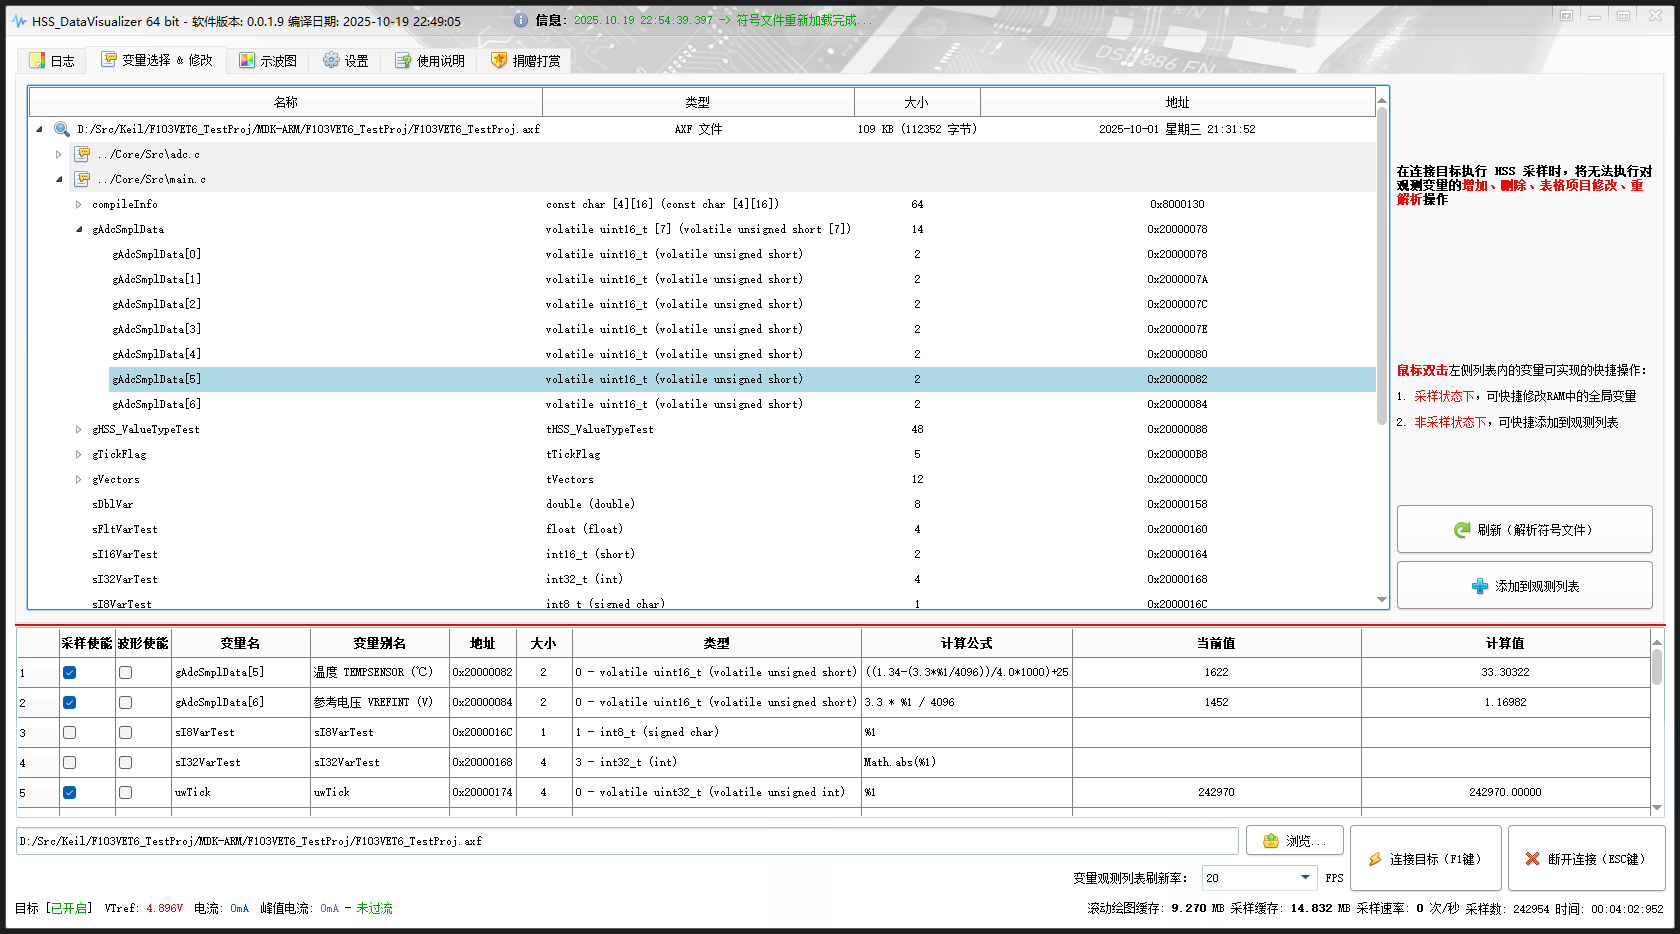 HSS_DataVisualizer 64 bit - 软件版本: 0.0.1.9 编译日期: 2025-10-19 22:49:05
信息: 2025.10.19 22:54:39.397 -> 符号文件重新加载完成...
日志 变量选择 & 修改 示波图 设置 使用说明 捐赠打赏
名称 类型 大小 地址
D:/Src/Keil/F103VET6_TestProj/MDK-ARM/F103VET6_TestProj/F103VET6_TestProj.axf AXF 文件 109 KB (112352 字节) 2025-10-01 星期三 21:31:52
../Core/Src\adc.c
../Core/Src\main.c
compileInfo const char [4][16] (const char [4][16]) 64 0x8000130
gAdcSmplData volatile uint16_t [7] (volatile unsigned short [7]) 14 0x20000078
gAdcSmplData[0] volatile uint16_t (volatile unsigned short) 2 0x20000078
gAdcSmplData[1] volatile uint16_t (volatile unsigned short) 2 0x2000007A
gAdcSmplData[2] volatile uint16_t (volatile unsigned short) 2 0x2000007C
gAdcSmplData[3] volatile uint16_t (volatile unsigned short) 2 0x2000007E
gAdcSmplData[4] volatile uint16_t (volatile unsigned short) 2 0x20000080
gAdcSmplData[5] volatile uint16_t (volatile unsigned short) 2 0x20000082
gAdcSmplData[6] volatile uint16_t (volatile unsigned short) 2 0x20000084
gHSS_ValueTypeTest tHSS_ValueTypeTest 48 0x20000088
gTickFlag tTickFlag 5 0x200000B8
gVectors tVectors 12 0x200000C0
sDblVar double (double) 8 0x20000158
sFltVarTest float (float) 4 0x20000160
sI16VarTest int16_t (short) 2 0x20000164
sI32VarTest int32_t (int) 4 0x20000168
sI8VarTest int8_t (signed char) 1 0x2000016C
在连接目标执行 HSS 采样时，将无法执行对
观测变量的增加、删除、表格项目修改、重
解析操作
鼠标双击左侧列表内的变量可实现的快捷操作:
1. 采样状态下，可快捷修改RAM中的全局变量
2. 非采样状态下，可快捷添加到观测列表
刷新（解析符号文件）
添加到观测列表
采样使能 波形使能 变量名 变量别名 地址 大小 类型 计算公式 当前值 计算值
1 gAdcSmplData[5] 温度 TEMPSENSOR (℃) 0x20000082 2 0 - volatile uint16_t (volatile unsigned short) ((1.34-(3.3*%1/4096))/4.0*1000)+25 1622 33.30322
2 gAdcSmplData[6] 参考电压 VREFINT (V) 0x20000084 2 0 - volatile uint16_t (volatile unsigned short) 3.3 * %1 / 4096 1452 1.16982
3 sI8VarTest sI8VarTest 0x2000016C 1 1 - int8_t (signed char) %1
4 sI32VarTest sI32VarTest 0x20000168 4 3 - int32_t (int) Math.abs(%1)
5 uwTick uwTick 0x20000174 4 0 - volatile uint32_t (volatile unsigned int) %1 242970 242970.00000
D:/Src/Keil/F103VET6_TestProj/MDK-ARM/F103VET6_TestProj/F103VET6_TestProj.axf 浏览...
连接目标（F1键） 断开连接（ESC键）
变量观测列表刷新率: 20 FPS
目标 [已开启] VTref: 4.896V 电流: 0mA 峰值电流: 0mA - 未过流
滚动绘图缓存: 9.270 MB 采样缓存: 14.832 MB 采样速率: 0 次/秒 采样数: 242954 时间: 00:04:02:952